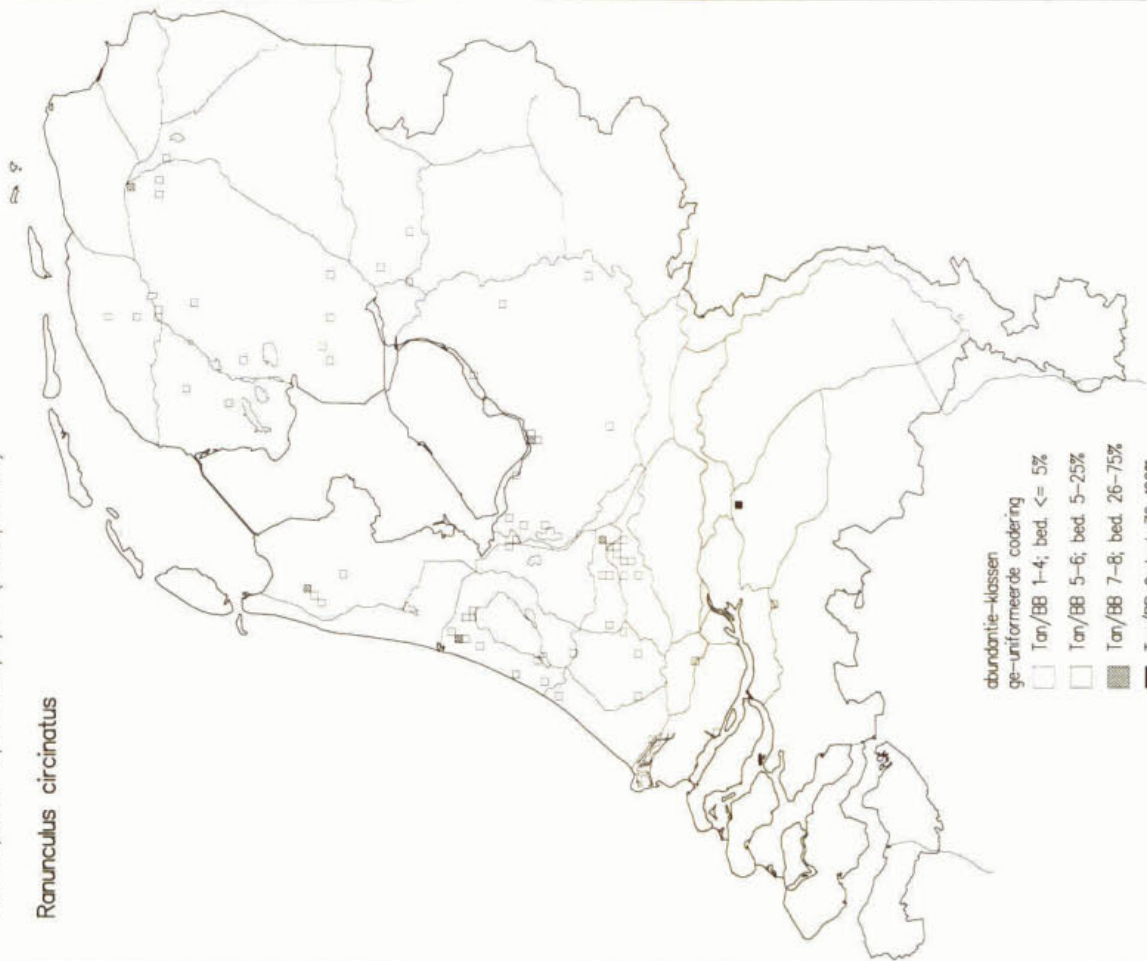 Ranunculus circinatus
abundantie-klassen
ge-uniformeerde codering
Tan/BB 1-4; bed. <= 5%
Tan/BB 5-6; bed. 5-25%
Tan/BB 7-8; bed. 26-75%